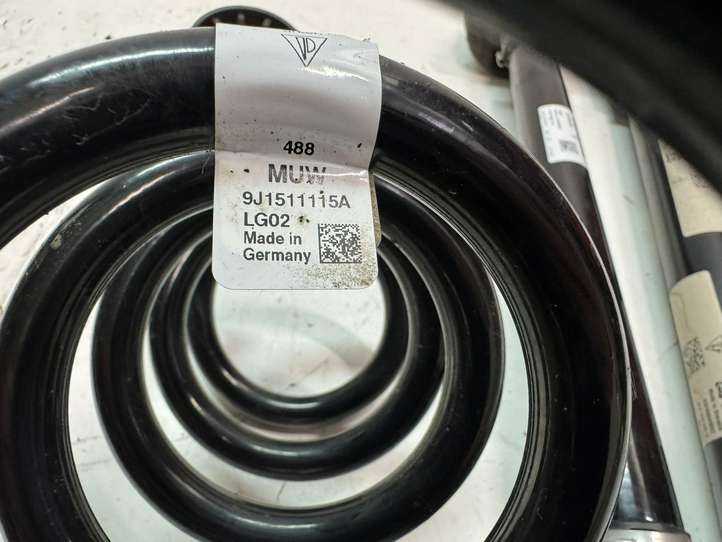 488
MUW
9J1511115A
LG02
Made in
Germany